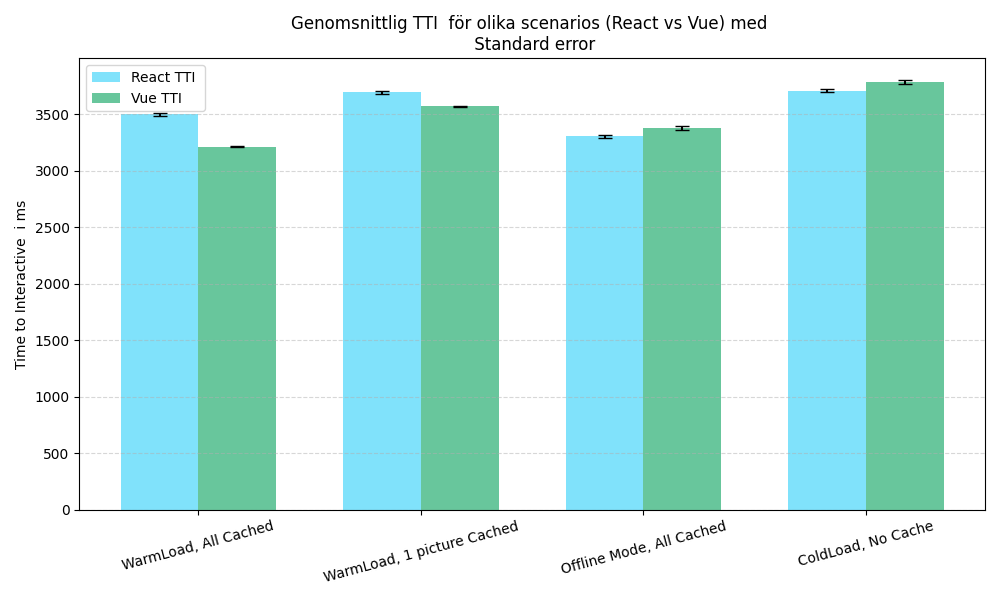 Genomsnittlig TTI  för olika scenarios (React vs Vue) med
Standard error
React TTI
Vue TTI
Time to Interactive  i ms
3500
3000
2500
2000
1500
1000
500
0
WarmLoad, All Cached
WarmLoad, 1 picture Cached
Offline Mode, All Cached
ColdLoad, No Cache